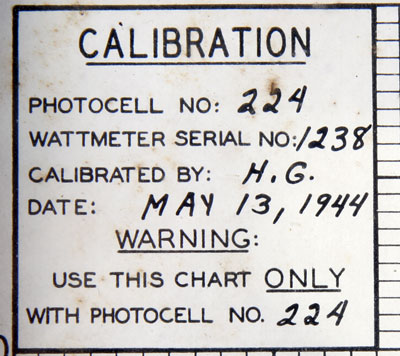 CALIBRATION
PHOTOCELL NO: 224
WATTMETER SERIAL NO: 1238
CALIBRATED BY: H.G.
DATE: MAY 13, 1944
WARNING:
USE THIS CHART ONLY
WITH PHOTOCELL NO. 224